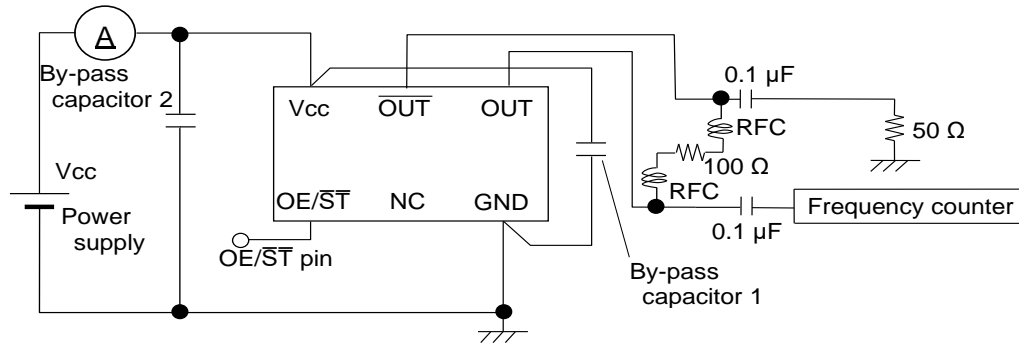 A
By-pass
capacitor 2
Vcc
Power
supply
Vcc
OUT
OUT
OE/ST
NC
GND
OE/ST pin
By-pass
capacitor 1
0.1 µF
RFC
100 Ω
RFC
50 Ω
0.1 µF
Frequency counter